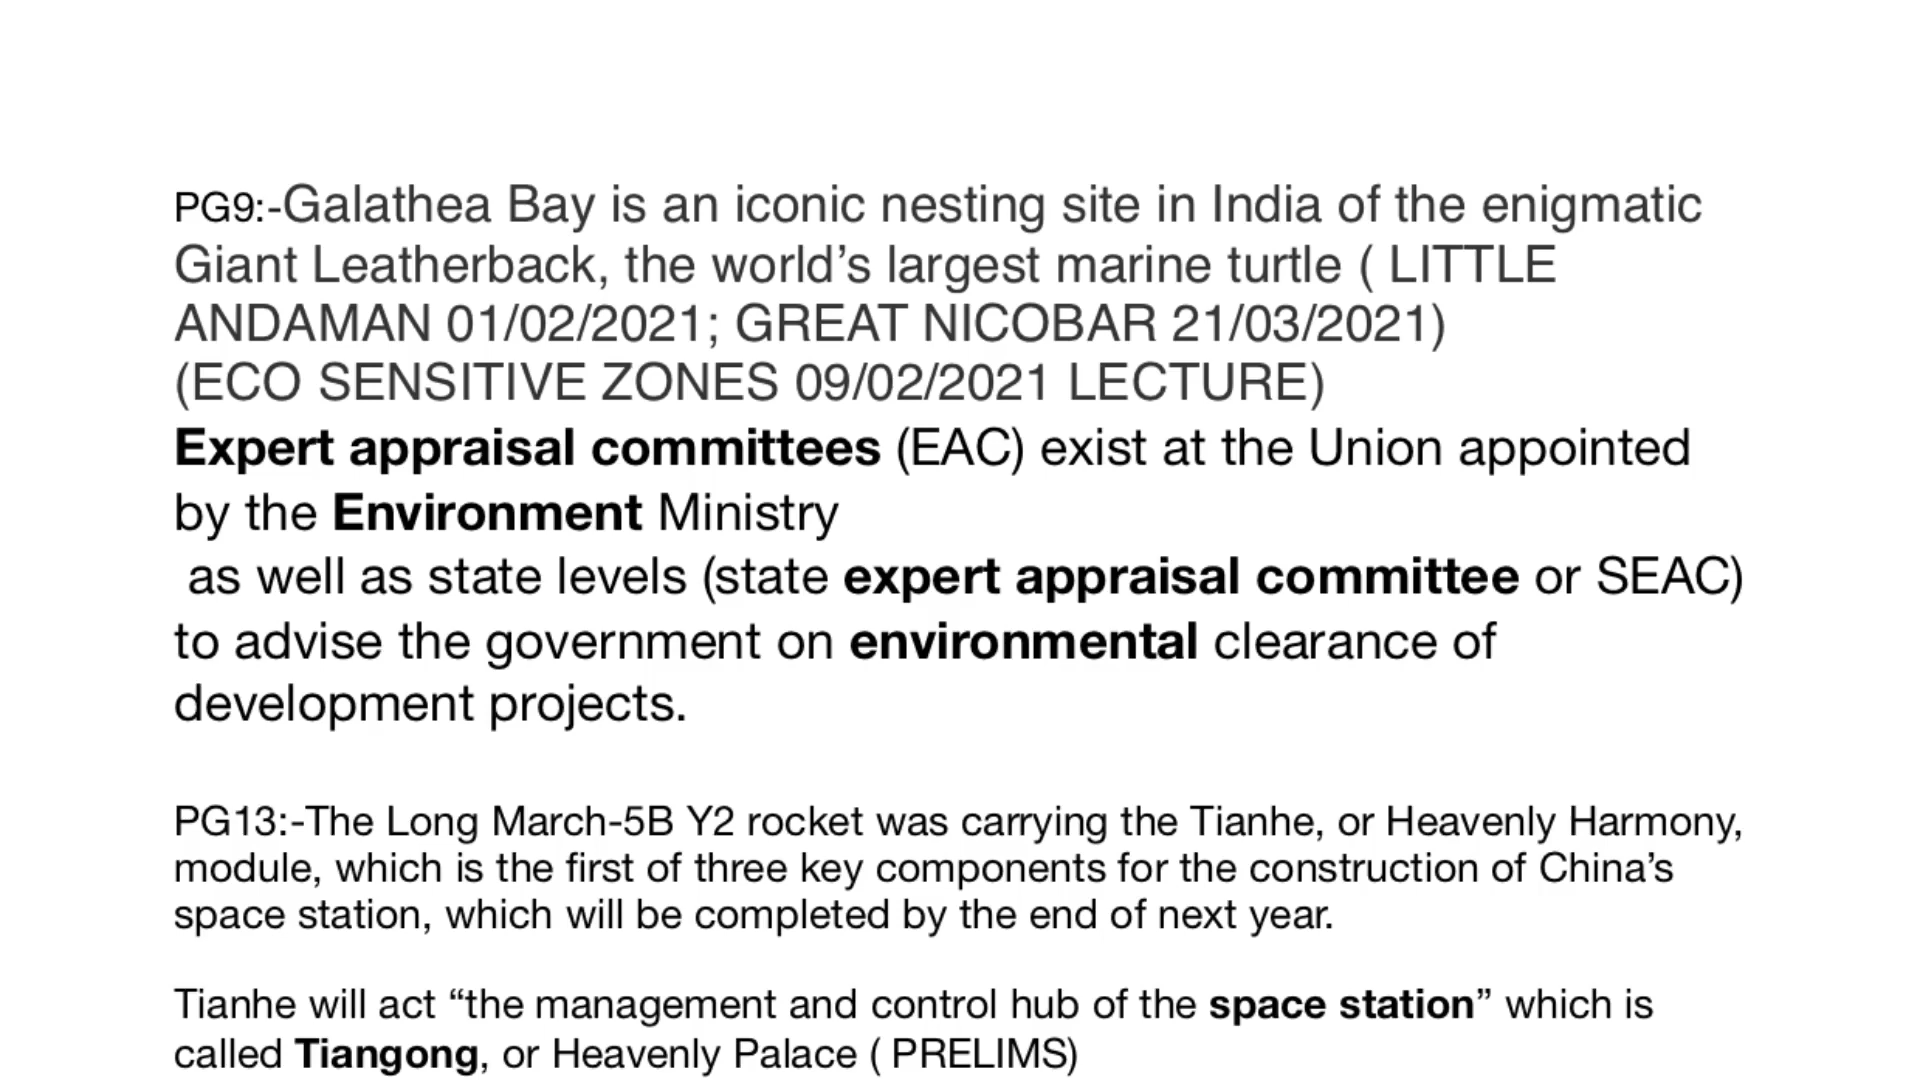 PG9:-Galathea Bay is an iconic nesting site in India of the enigmatic
Giant Leatherback, the world’s largest marine turtle ( LITTLE
ANDAMAN 01/02/2021; GREAT NICOBAR 21/03/2021)
(ECO SENSITIVE ZONES 09/02/2021 LECTURE)
Expert appraisal committees (EAC) exist at the Union appointed
by the Environment Ministry
as well as state levels (state expert appraisal committee or SEAC)
to advise the government on environmental clearance of
development projects.
PG13:-The Long March-5B Y2 rocket was carrying the Tianhe, or Heavenly Harmony,
module, which is the first of three key components for the construction of China’s
space station, which will be completed by the end of next year.
Tianhe will act “the management and control hub of the space station” which is
called Tiangong, or Heavenly Palace ( PRELIMS)